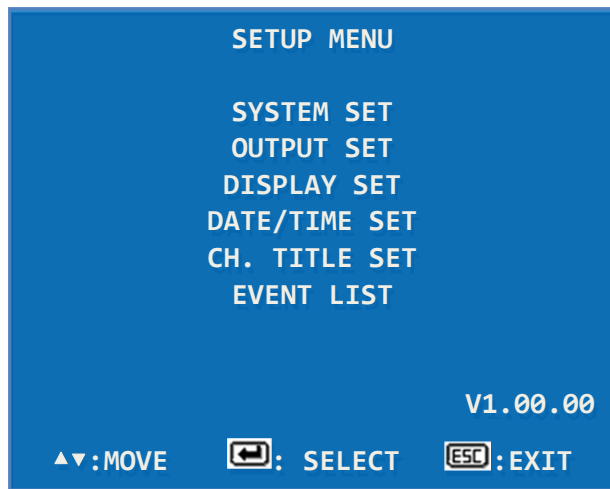 SETUP MENU
SYSTEM SET
OUTPUT SET
DISPLAY SET
DATE/TIME SET
CH. TITLE SET
EVENT LIST
V1.00.00
▲▼:MOVE ↵: SELECT ESC:EXIT